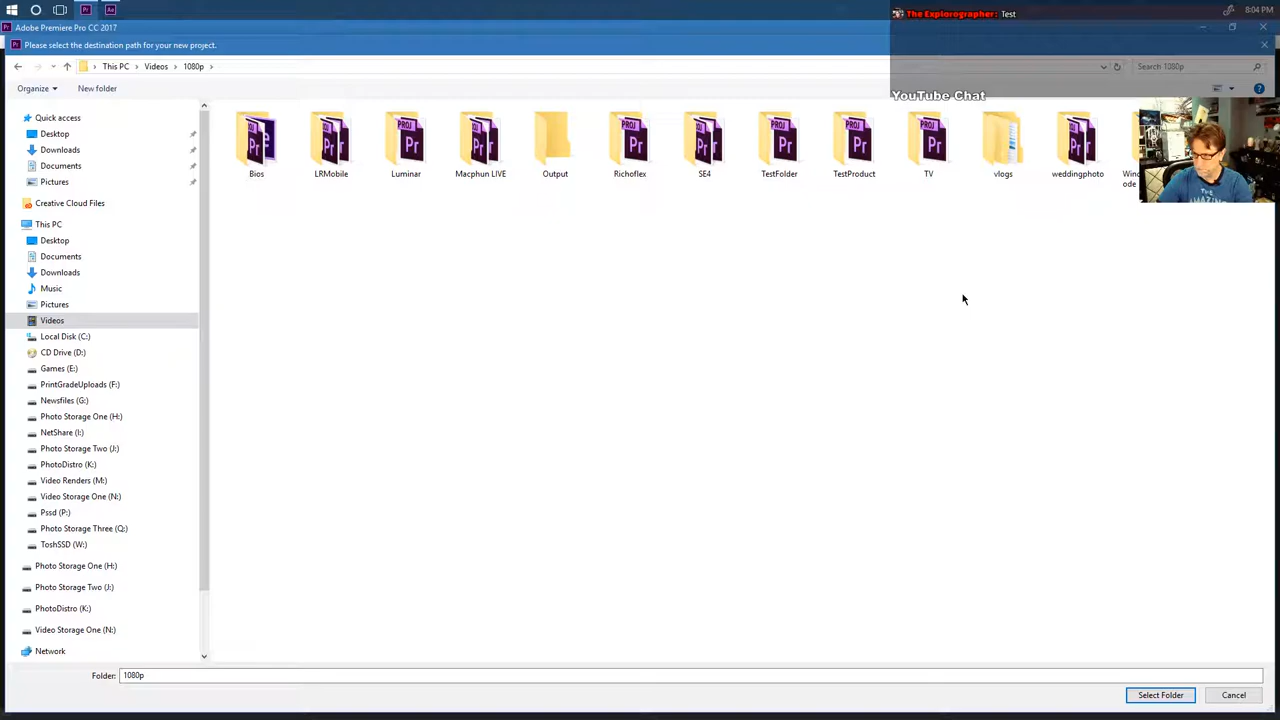 The Explorographer: Test
8:04 PM
Adobe Premiere Pro CC 2017
Please select the destination path for your new project.
This PC > Videos > 1080p >
Search 1080p
Organize
New folder
YouTube Chat
Quick access
Desktop
Downloads
Documents
Pictures
Creative Cloud Files
This PC
Desktop
Documents
Downloads
Music
Pictures
Videos
Local Disk (C:)
CD Drive (D:)
Games (E:)
PrintGradeUploads (F:)
Newsfiles (G:)
Photo Storage One (H:)
NetShare (I:)
Photo Storage Two (J:)
PhotoDistro (K:)
Video Renders (M:)
Video Storage One (N:)
Pssd (P:)
Photo Storage Three (Q:)
ToshSSD (W:)
Photo Storage One (H:)
Photo Storage Two (J:)
PhotoDistro (K:)
Video Storage One (N:)
Network
Bios
LRMobile
Luminar
Macphun LIVE
Output
Richoflex
SE4
TestFolder
TestProduct
TV
vlogs
weddingphoto
THE
AMAZING
Folder: 1080p
Select Folder
Cancel